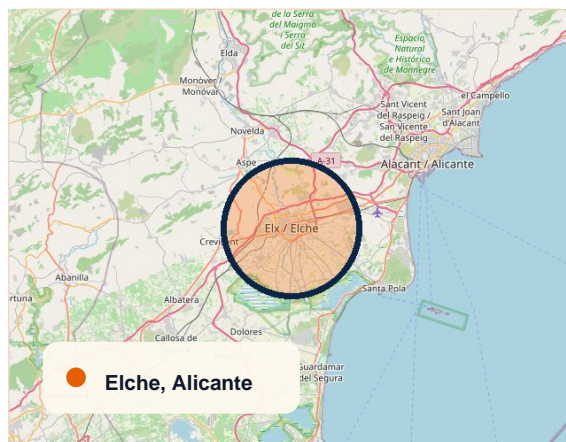 de la Serra
del Maigmó
i Serra
del Sit
Espacio
Natural
e Histórico
de Monnegre
Elda
Monòver /
Monóvar
el Campello
Sant Vicent
del Raspeig /
San Vicente
del Raspeig
Sant Joan
d'Alacant
Novelda
Aspe
A-31
Alacant / Alicante
Elx / Elche
Crevillent
Abanilla
Santa Pola
Albatera
Dolores
Callosa de
Guardamar
del Segura
Elche, Alicante